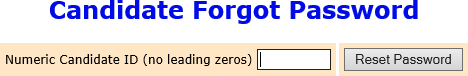 Candidate Forgot Password
Numeric Candidate ID (no leading zeros) Reset Password